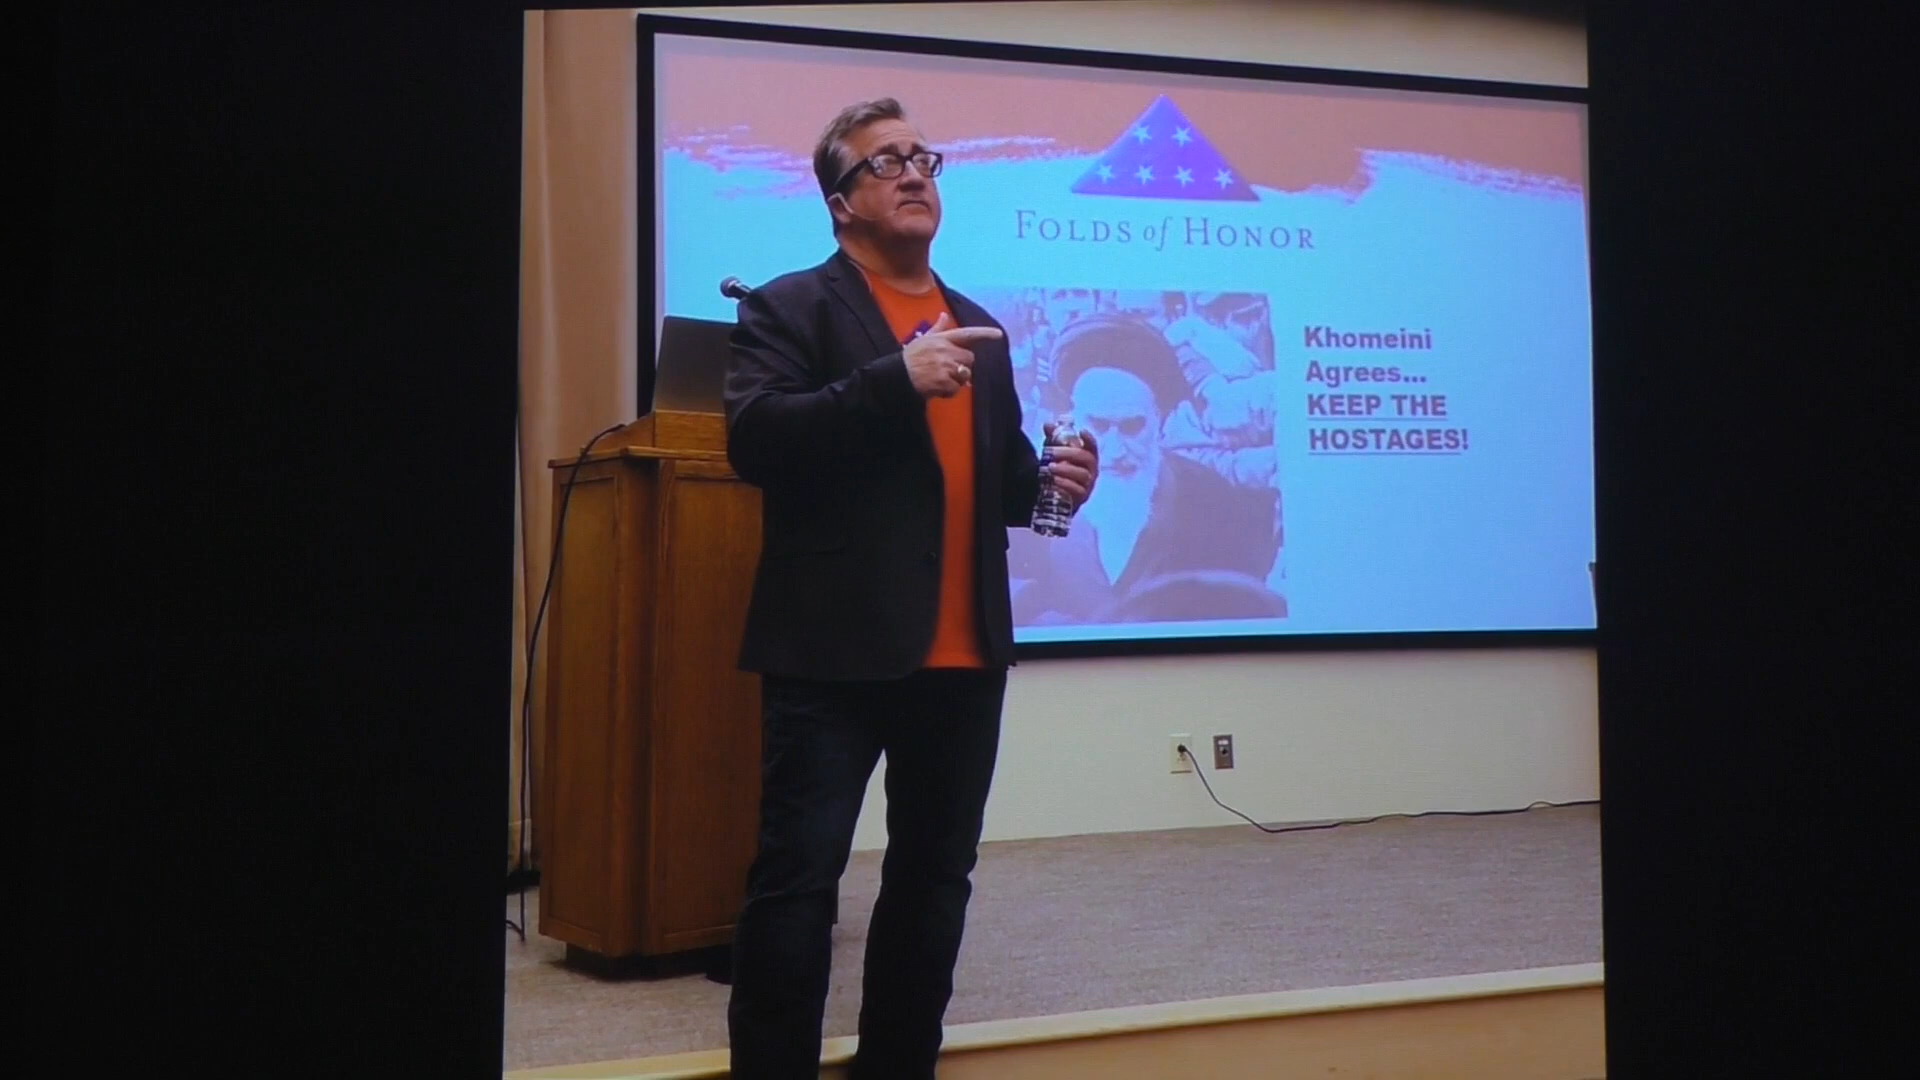 FOLDS of HONOR
Khomeini
Agrees...
KEEP THE
HOSTAGES!